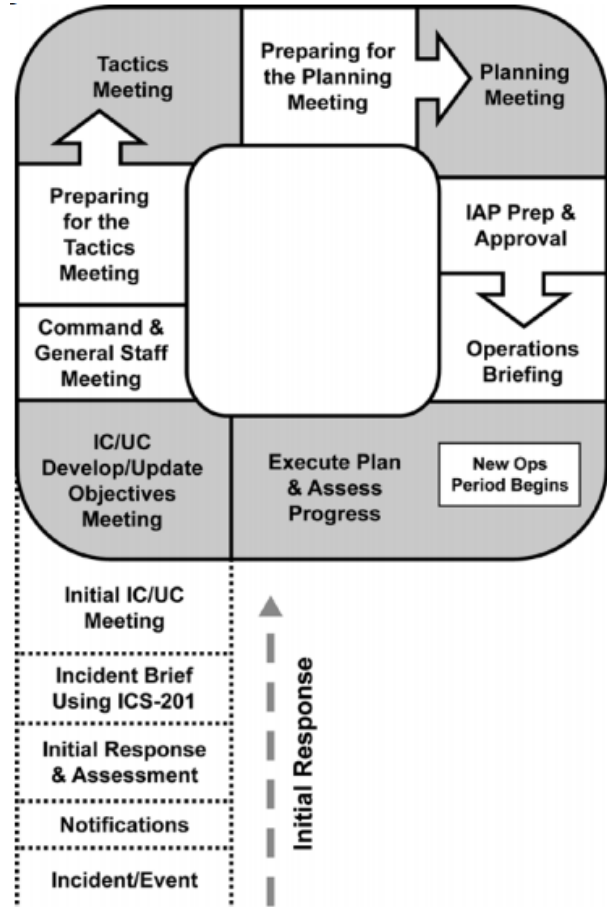 Tactics
Meeting
Preparing for
the Planning
Meeting
Planning
Meeting
Preparing
for the
Tactics
Meeting
IAP Prep &
Approval
Command &
General Staff
Meeting
Operations
Briefing
IC/UC
Develop/Update
Objectives
Meeting
Execute Plan
& Assess
Progress
New Ops
Period Begins
Initial IC/UC
Meeting
Incident Brief
Using ICS-201
Initial Response
& Assessment
Notifications
Incident/Event
Initial Response